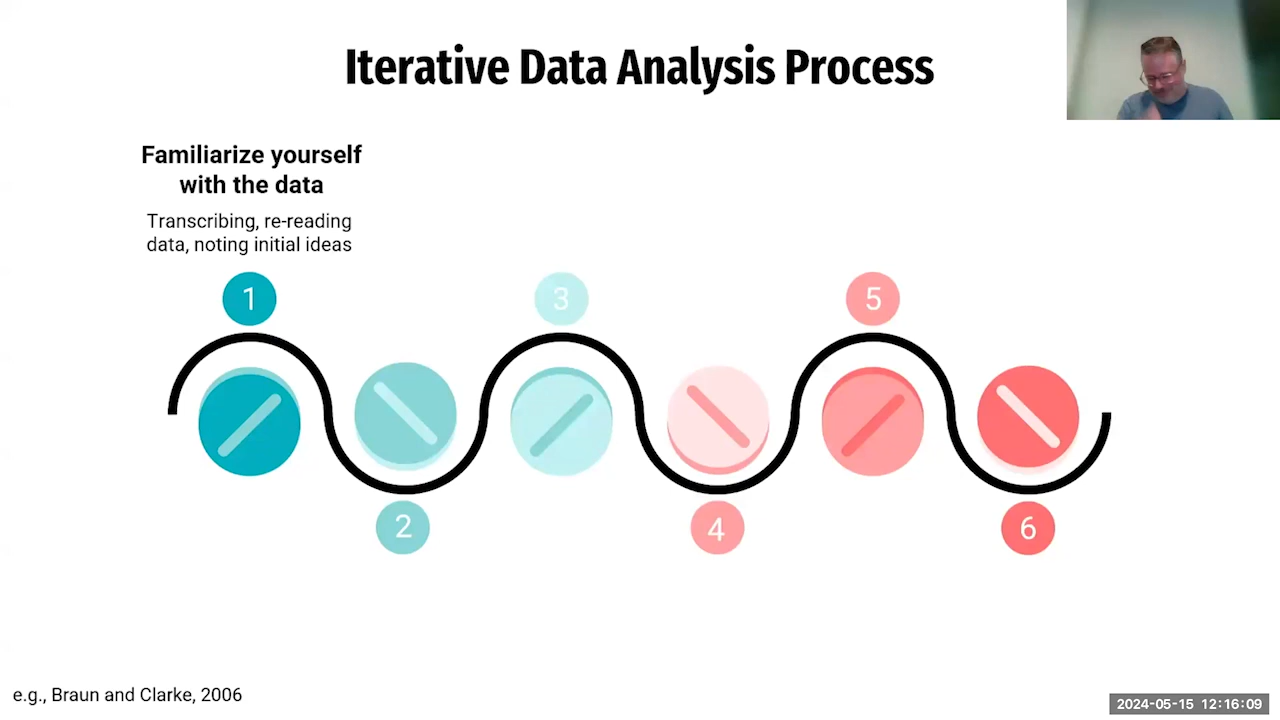 Iterative Data Analysis Process
Familiarize yourself
with the data
Transcribing, re-reading
data, noting initial ideas
1
3
5
2
4
6
e.g., Braun and Clarke, 2006
2024-05-15 12:16:09